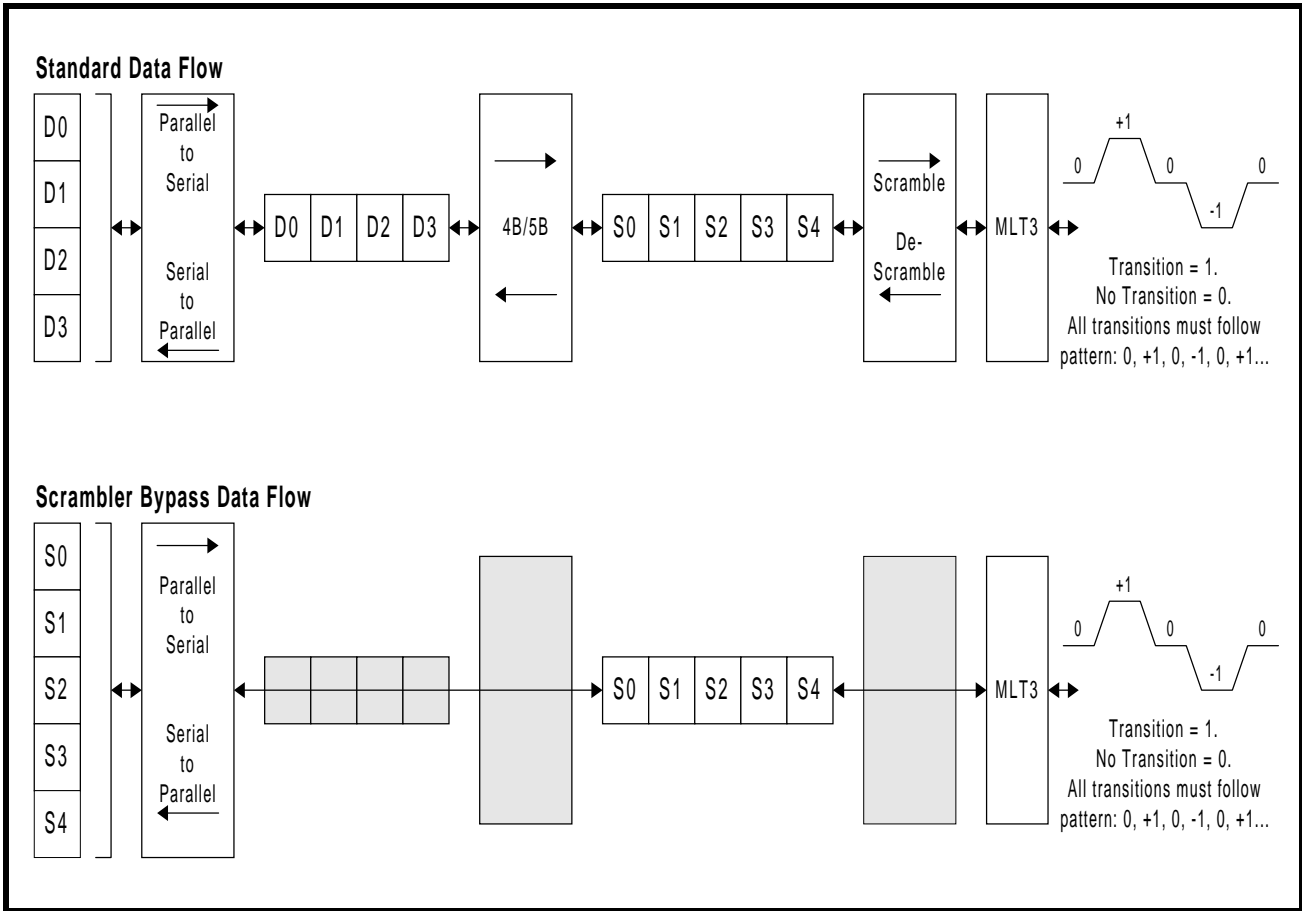 Standard Data Flow
D0
D1
D2
D3
Parallel
to
Serial
Serial
to
Parallel
D0 D1 D2 D3
4B/5B
S0 S1 S2 S3 S4
Scramble
De-
Scramble
MLT3
0 +1 0 -1 0
Transition = 1.
No Transition = 0.
All transitions must follow
pattern: 0, +1, 0, -1, 0, +1...
Scrambler Bypass Data Flow
S0
S1
S2
S3
S4
Parallel
to
Serial
Serial
to
Parallel
S0 S1 S2 S3 S4
MLT3
0 +1 0 -1 0
Transition = 1.
No Transition = 0.
All transitions must follow
pattern: 0, +1, 0, -1, 0, +1...